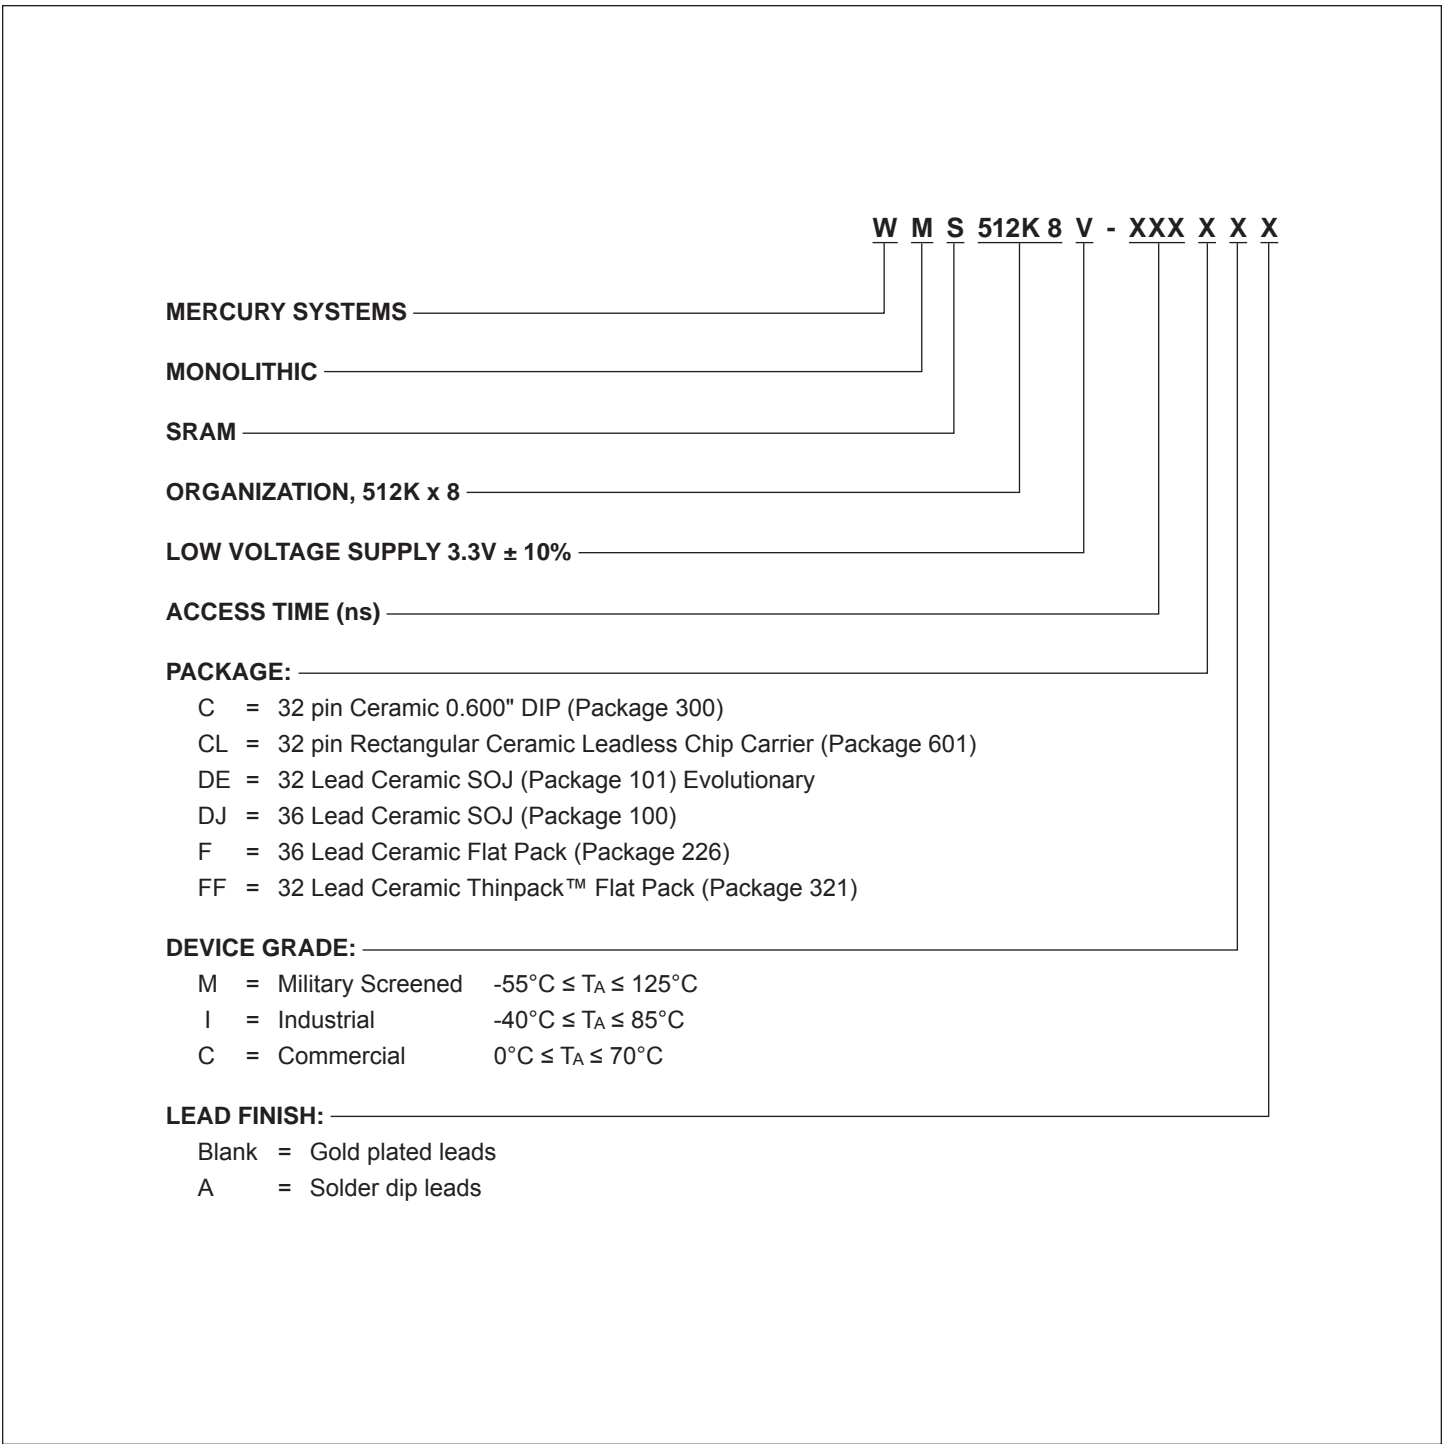 W M S 512K 8 V - XXX X X X
MERCURY SYSTEMS
MONOLITHIC
SRAM
ORGANIZATION, 512K x 8
LOW VOLTAGE SUPPLY 3.3V ± 10%
ACCESS TIME (ns)
PACKAGE:
C = 32 pin Ceramic 0.600" DIP (Package 300)
CL = 32 pin Rectangular Ceramic Leadless Chip Carrier (Package 601)
DE = 32 Lead Ceramic SOJ (Package 101) Evolutionary
DJ = 36 Lead Ceramic SOJ (Package 100)
F = 36 Lead Ceramic Flat Pack (Package 226)
FF = 32 Lead Ceramic Thinpack™ Flat Pack (Package 321)
DEVICE GRADE:
M = Military Screened -55°C ≤ TA ≤ 125°C
I = Industrial -40°C ≤ TA ≤ 85°C
C = Commercial 0°C ≤ TA ≤ 70°C
LEAD FINISH:
Blank = Gold plated leads
A = Solder dip leads